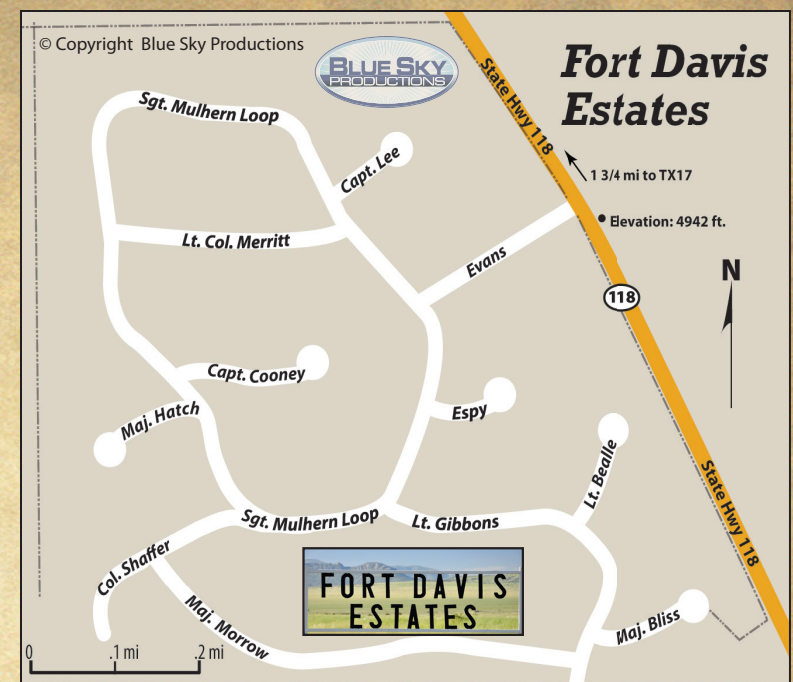 © Copyright Blue Sky Productions
BLUE SKY
PRODUCTIONS
Fort Davis
Estates
State Hwy 118
1 3/4 mi to TX17
Elevation: 4942 ft.
Sgt. Mulhern Loop
Capt. Lee
Lt. Col. Merritt
Evans
118
N
Capt. Cooney
Maj. Hatch
Espy
Lt. Bealle
State Hwy 118
Sgt. Mulhern Loop
Lt. Gibbons
Col. Shaffer
FORT DAVIS
ESTATES
Maj. Morrow
Maj. Bliss
0 .1 mi .2 mi